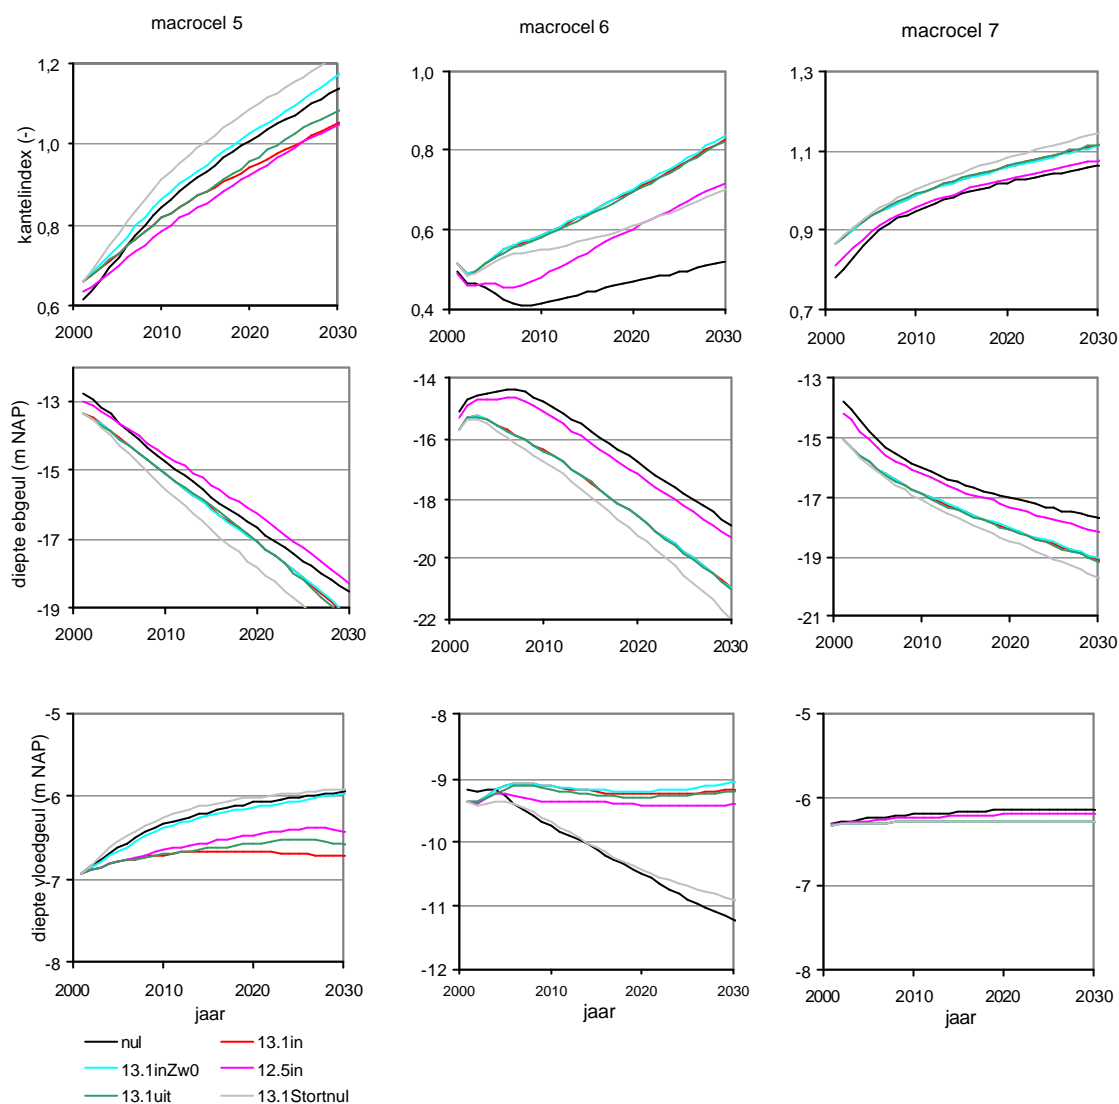 macrocel 5
macrocel 6
macrocel 7
kantelindex (-)
1,2
1,0
0,8
0,6
2000 2010 2020 2030
1,0
0,8
0,6
0,4
2000 2010 2020 2030
1,3
1,1
0,9
0,7
2000 2010 2020 2030
diepte ebgeul (m NAP)
-13
-15
-17
-19
2000 2010 2020 2030
-14
-16
-18
-20
-22
2000 2010 2020 2030
-13
-15
-17
-19
-21
2000 2010 2020 2030
diepte vloedgeul (m NAP)
-5
-6
-7
-8
2000 2010 2020 2030
jaar
-8
-9
-10
-11
-12
2000 2010 2020 2030
jaar
-5
-6
-7
-8
2000 2010 2020 2030
jaar
nul
13.1in
13.1inZw0
12.5in
13.1uit
13.1Stortnul